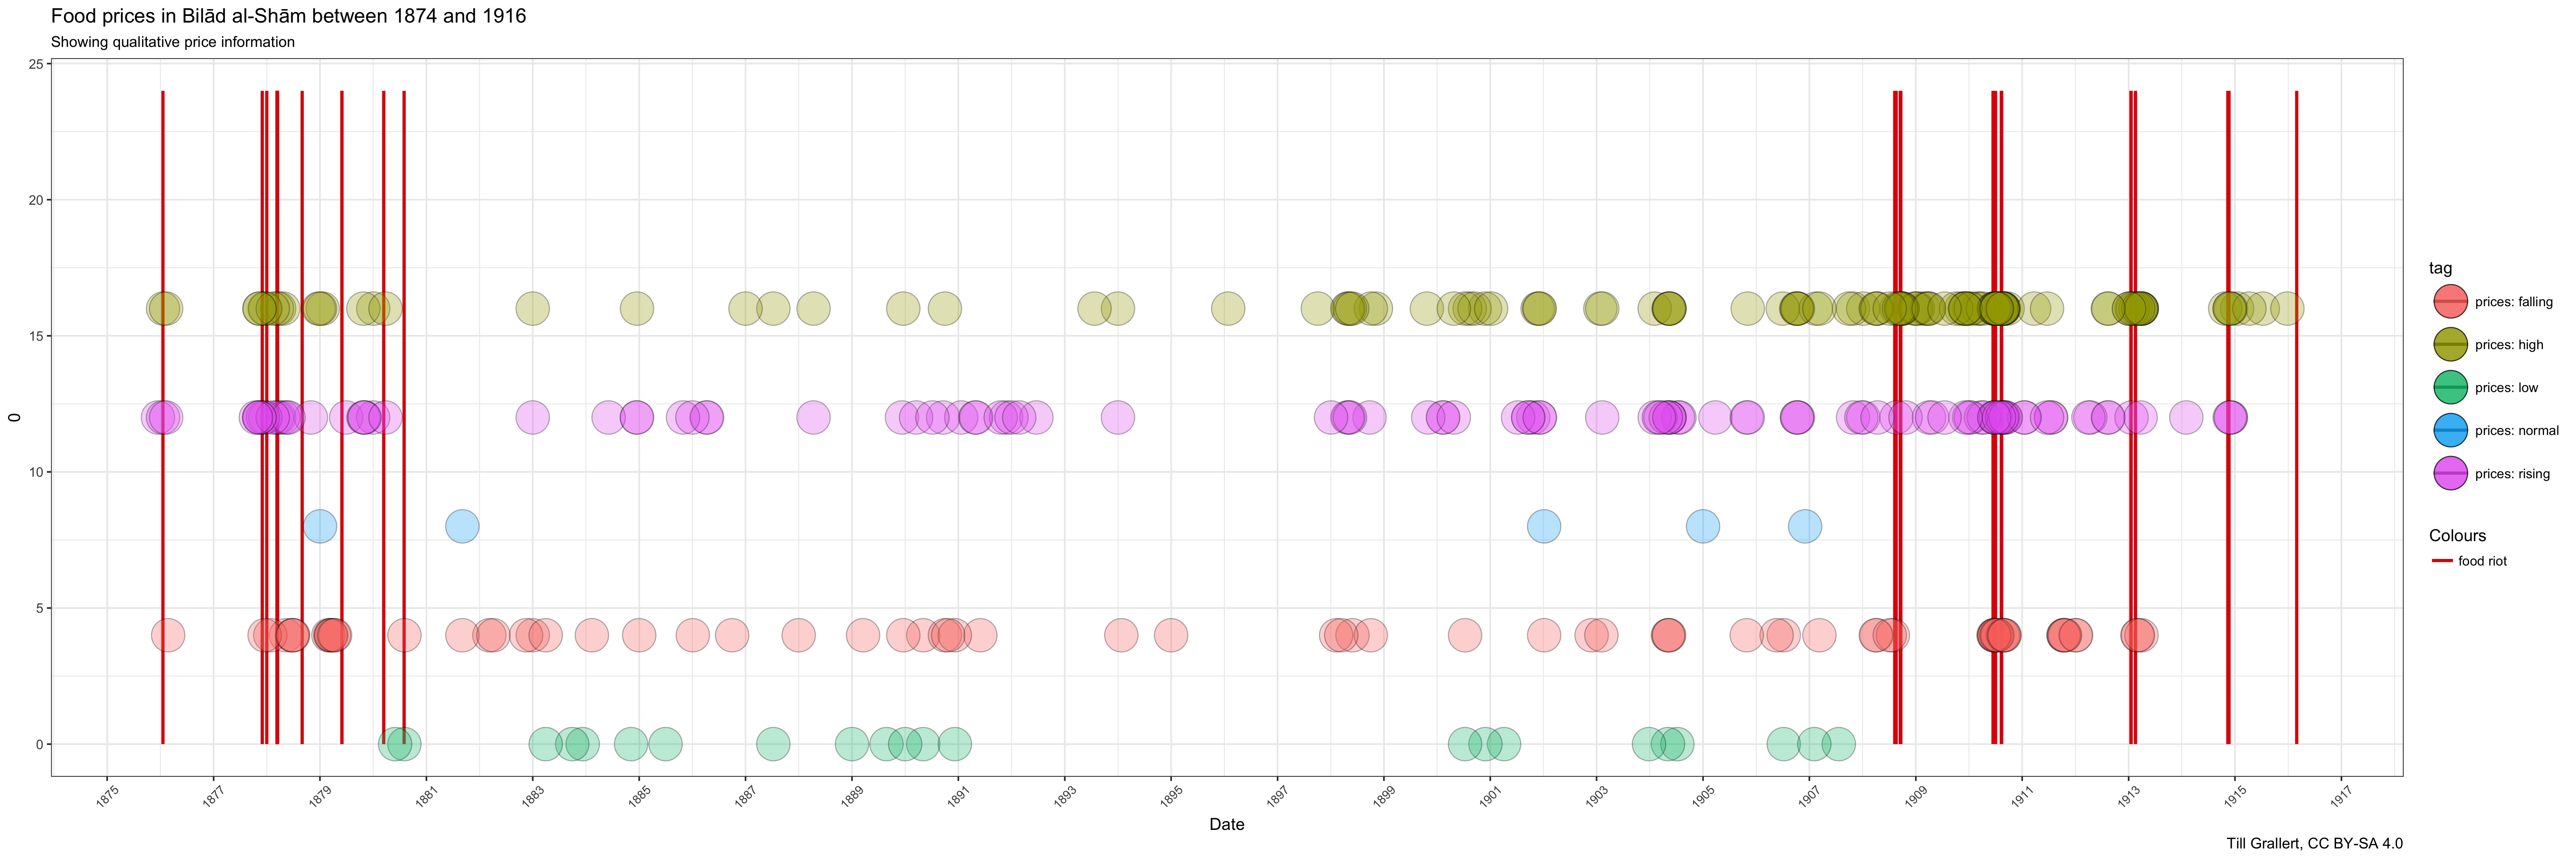 Food prices in Bilād al-Shām between 1874 and 1916
Showing qualitative price information
25
20
15
10
5
0
0
1875
1877
1879
1881
1883
1885
1887
1889
1891
1893
1895
1897
1899
1901
1903
1905
1907
1909
1911
1913
1915
1917
Date
tag
prices: falling
prices: high
prices: low
prices: normal
prices: rising
Colours
food riot
Till Grallert, CC BY-SA 4.0